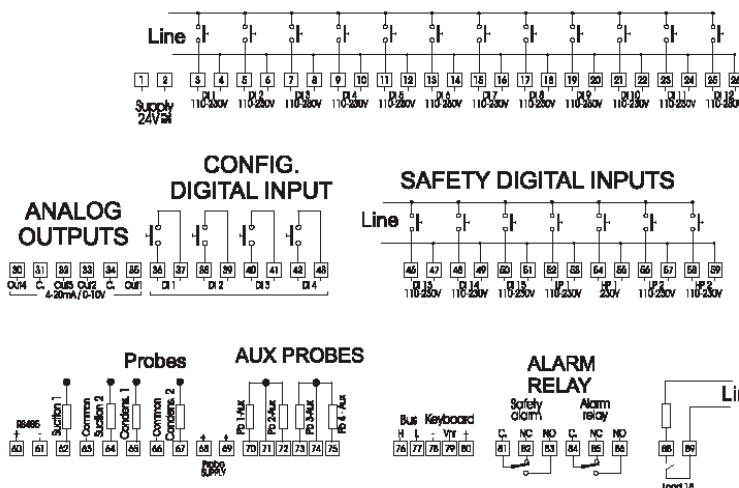 Line
1 2 3 4 5 6 7 8 9 10 11 12 13 14 15 16 17 18 19 20 21 22 23 24 25 26
Supply
24V
DI 1 DI 2 DI 3 DI 4 DI 5 DI 6 DI 7 DI 8 DI 9 DI 10 DI 11 DI 12
110-230V 110-230V 110-230V 110-230V 110-230V 110-230V 110-230V 110-230V 110-230V 110-230V 110-230V 110-230V
CONFIG.
DIGITAL INPUT
SAFETY DIGITAL INPUTS
ANALOG
OUTPUTS
Line
30 31 32 33 34 35 36 37 38 39 40 41 42 43
Out4 C. Out3 Out2 C. Out1
4-20mA / 0-10V
DI 1 DI 2 DI 3 DI 4
46 47 48 49 50 51 52 53 54 55 56 57 58 59
DI 13 DI 14 DI 15 LP 1 HP 1 LP 2 HP 2
110-230V 110-230V 110-230V 110-230V 230V 110-230V 110-230V
Probes
AUX PROBES
ALARM
RELAY
RS485
+ -
Suction 1
Common
Suction 2
Condens. 1
Common
Condens. 2
+ +
Pb 1-Aux
Pb 2-Aux
Pb 3-Aux
Pb 4 - Aux
Bus Keyboard
H L - Vnr +
Safety
alarm
Alarm
relay
C. NC NO C. NC NO
60 61 62 63 64 65 66 67 68 69 70 71 72 73 74 75 76 77 78 79 80 81 82 83 84 85 86 88 89
Probe
SUPPLY
Load 18